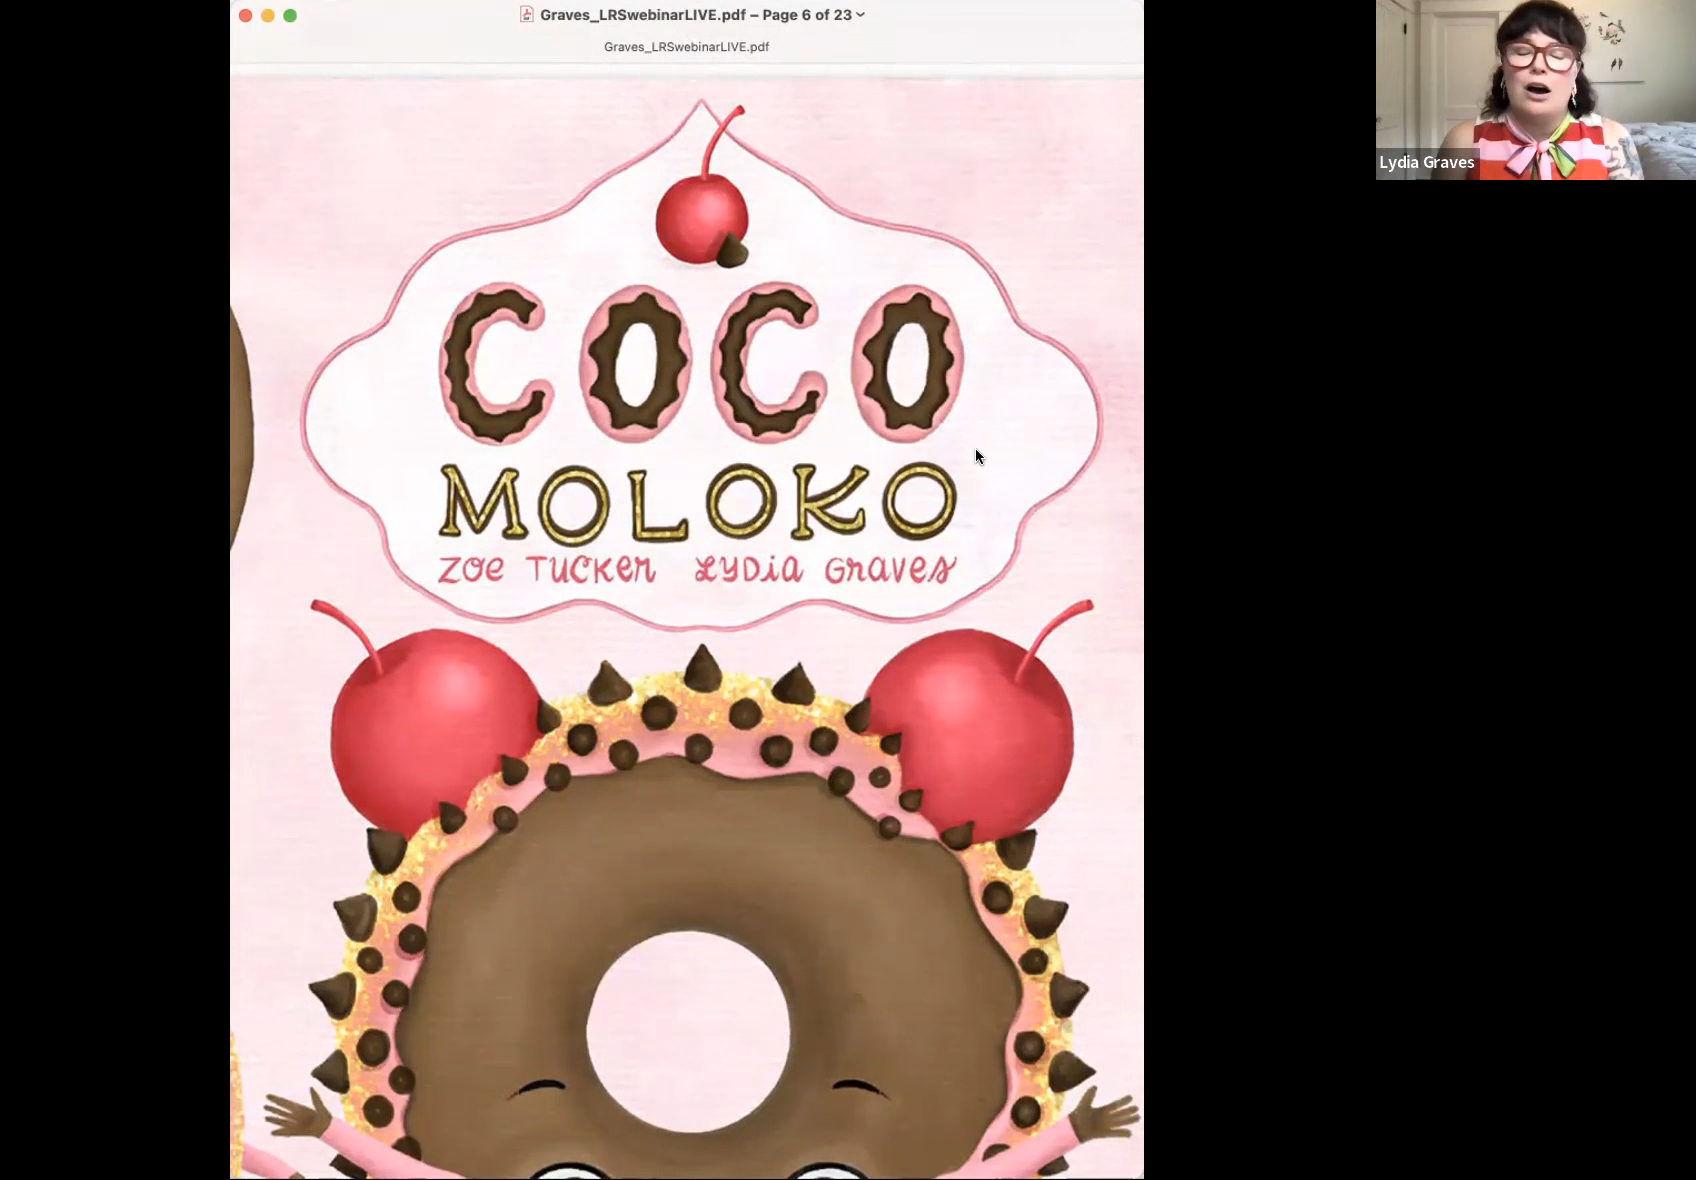 Graves_LRSwebinarLIVE.pdf – Page 6 of 23
Graves_LRSwebinarLIVE.pdf
COCO
MOLOKO
Zoe Tucker Lydia Graves
Lydia Graves